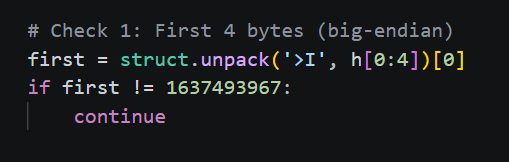 # Check 1: First 4 bytes (big-endian)
first = struct.unpack('>I', h[0:4])[0]
if first != 1637493967:
    continue